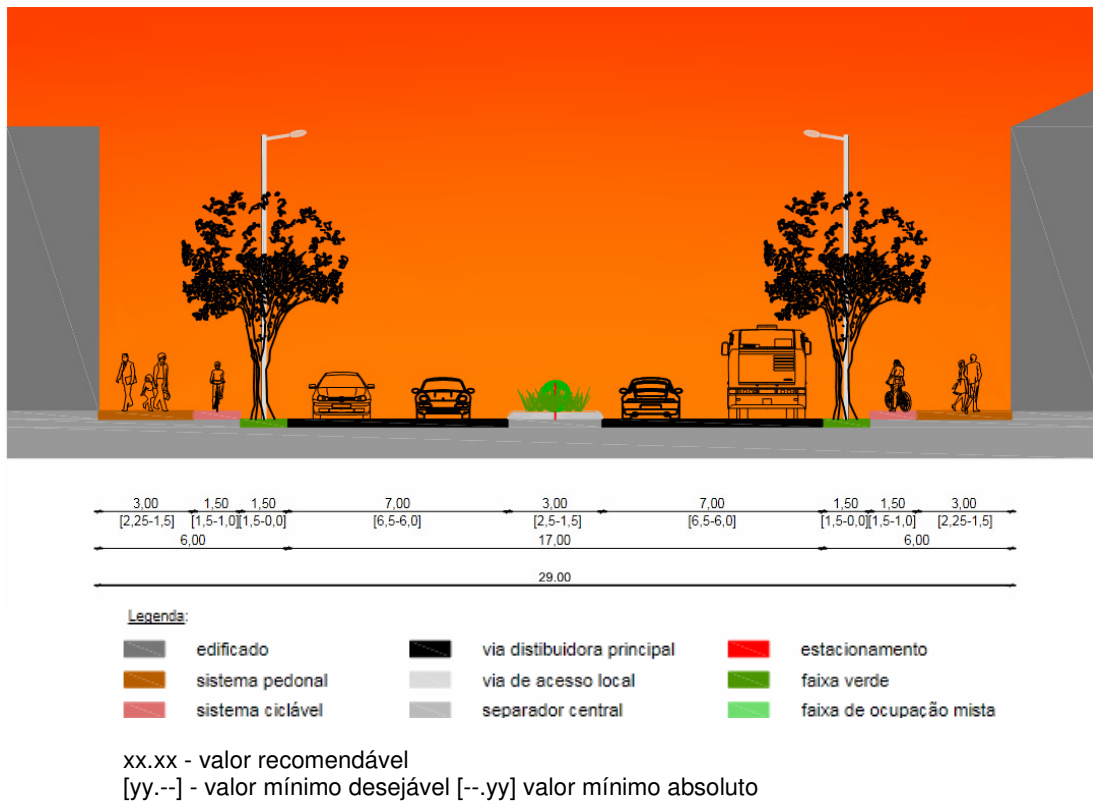 3,00 1,50 1,50 7,00 3,00 7,00 1,50 1,50 3,00
[2,25-1,5] [1,5-1,0] [1,5-0,0] [6,5-6,0] [2,5-1,5] [6,5-6,0] [1,5-0,0] [1,5-1,0] [2,25-1,5]
6,00 17,00 6,00
29.00
Legenda:
edificado via distibuidora principal estacionamento
sistema pedonal via de acesso local faixa verde
sistema ciclável separador central faixa de ocupação mista
xx.xx - valor recomendável
[yy.--] - valor mínimo desejável [--.yy] valor mínimo absoluto